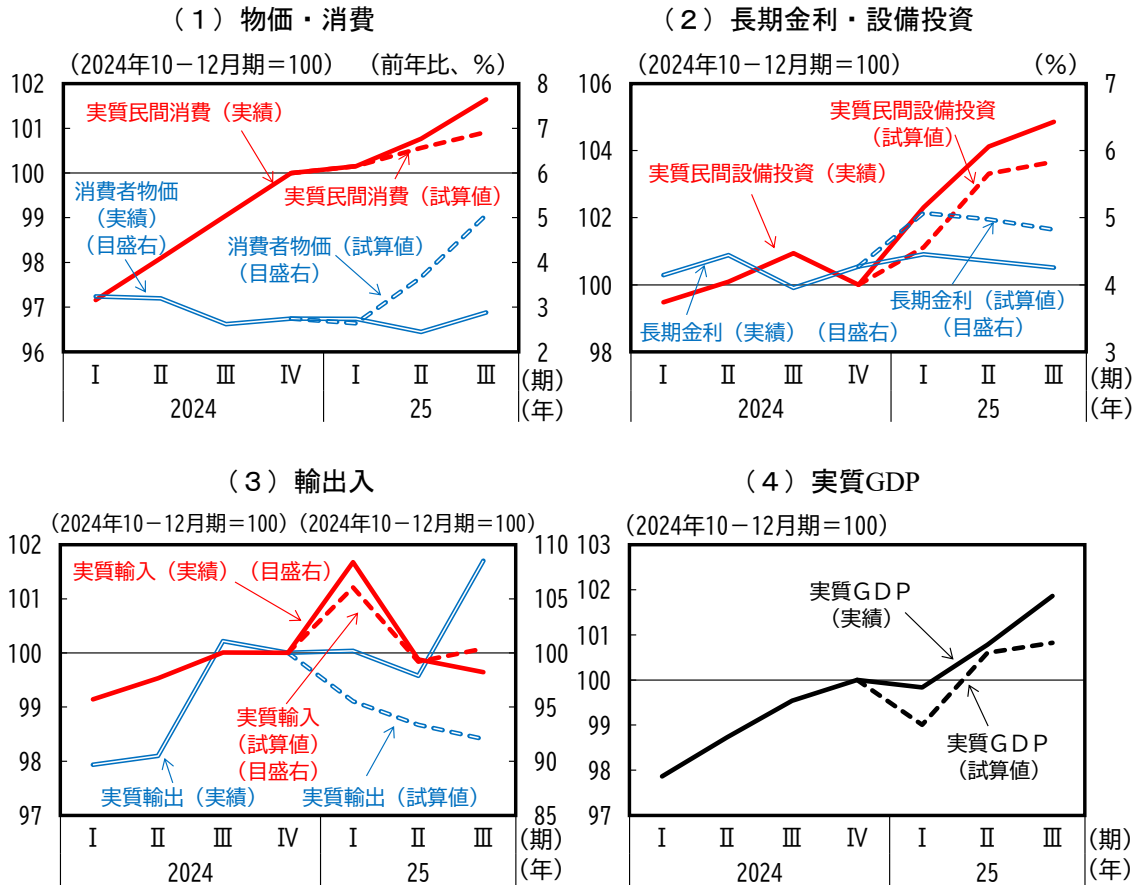 （１）物価・消費
（2024年10－12月期＝100）
（前年比、％）
102
101
100
99
98
97
96
8
7
6
5
4
3
2
実質民間消費（実績）
実質民間消費（試算値）
消費者物価
（実績）
（目盛右）
消費者物価（試算値）
（目盛右）
Ⅰ Ⅱ Ⅲ Ⅳ Ⅰ Ⅱ Ⅲ （期）
2024 25 （年）
（２）長期金利・設備投資
（2024年10－12月期＝100）
（％）
106
104
102
100
98
7
6
5
4
3
実質民間設備投資
（試算値）
実質民間設備投資（実績）
長期金利（試算値）
（目盛右）
長期金利（実績）（目盛右）
Ⅰ Ⅱ Ⅲ Ⅳ Ⅰ Ⅱ Ⅲ （期）
2024 25 （年）
（３）輸出入
（2024年10－12月期＝100）（2024年10－12月期＝100）
102
101
100
99
98
97
110
105
100
95
90
85
実質輸入（実績）（目盛右）
実質輸入
（試算値）
（目盛右）
実質輸出（実績）
実質輸出（試算値）
Ⅰ Ⅱ Ⅲ Ⅳ Ⅰ Ⅱ Ⅲ （期）
2024 25 （年）
（４）実質GDP
（2024年10－12月期＝100）
103
102
101
100
99
98
97
実質ＧＤＰ
（実績）
実質ＧＤＰ
（試算値）
Ⅰ Ⅱ Ⅲ Ⅳ Ⅰ Ⅱ Ⅲ （期）
2024 25 （年）